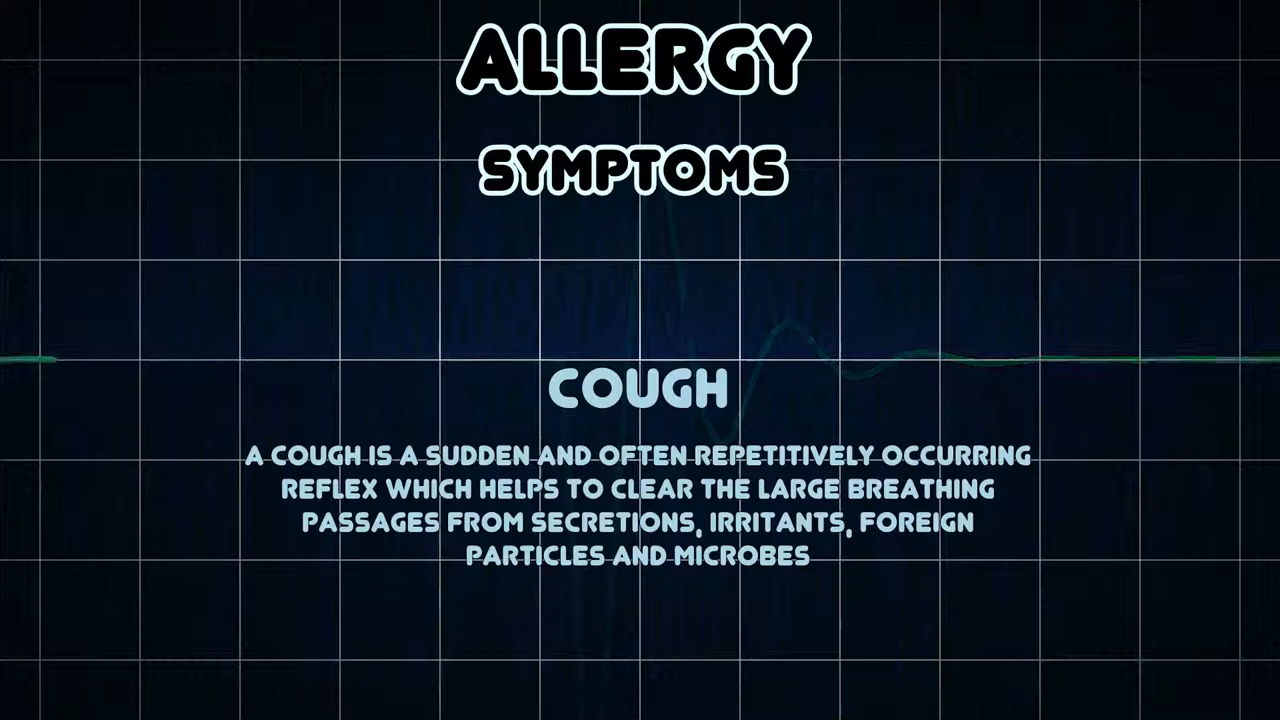 ALLERGY
SYMPTOMS
COUGH
A COUGH IS A SUDDEN AND OFTEN REPETITIVELY OCCURRING
REFLEX WHICH HELPS TO CLEAR THE LARGE BREATHING
PASSAGES FROM SECRETIONS, IRRITANTS, FOREIGN
PARTICLES AND MICROBES